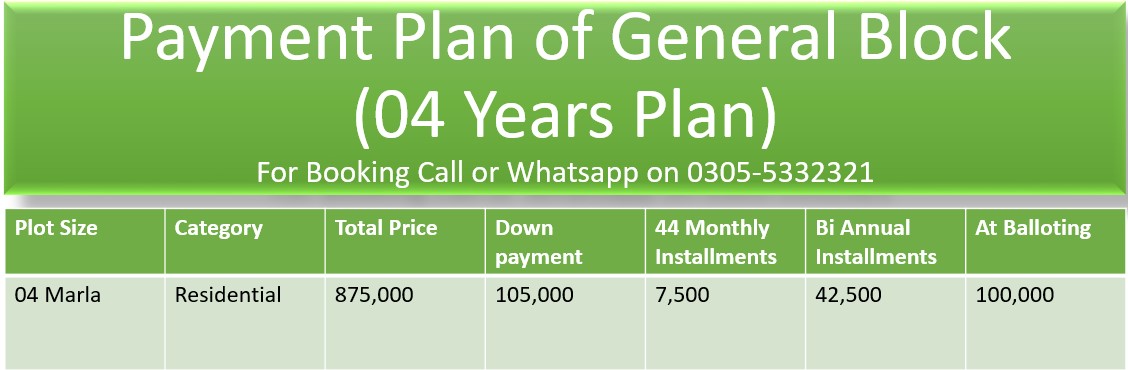 Payment Plan of General Block
(04 Years Plan)
For Booking Call or Whatsapp on 0305-5332321
Plot Size Category Total Price Down payment 44 Monthly Installments Bi Annual Installments At Balloting
04 Marla Residential 875,000 105,000 7,500 42,500 100,000